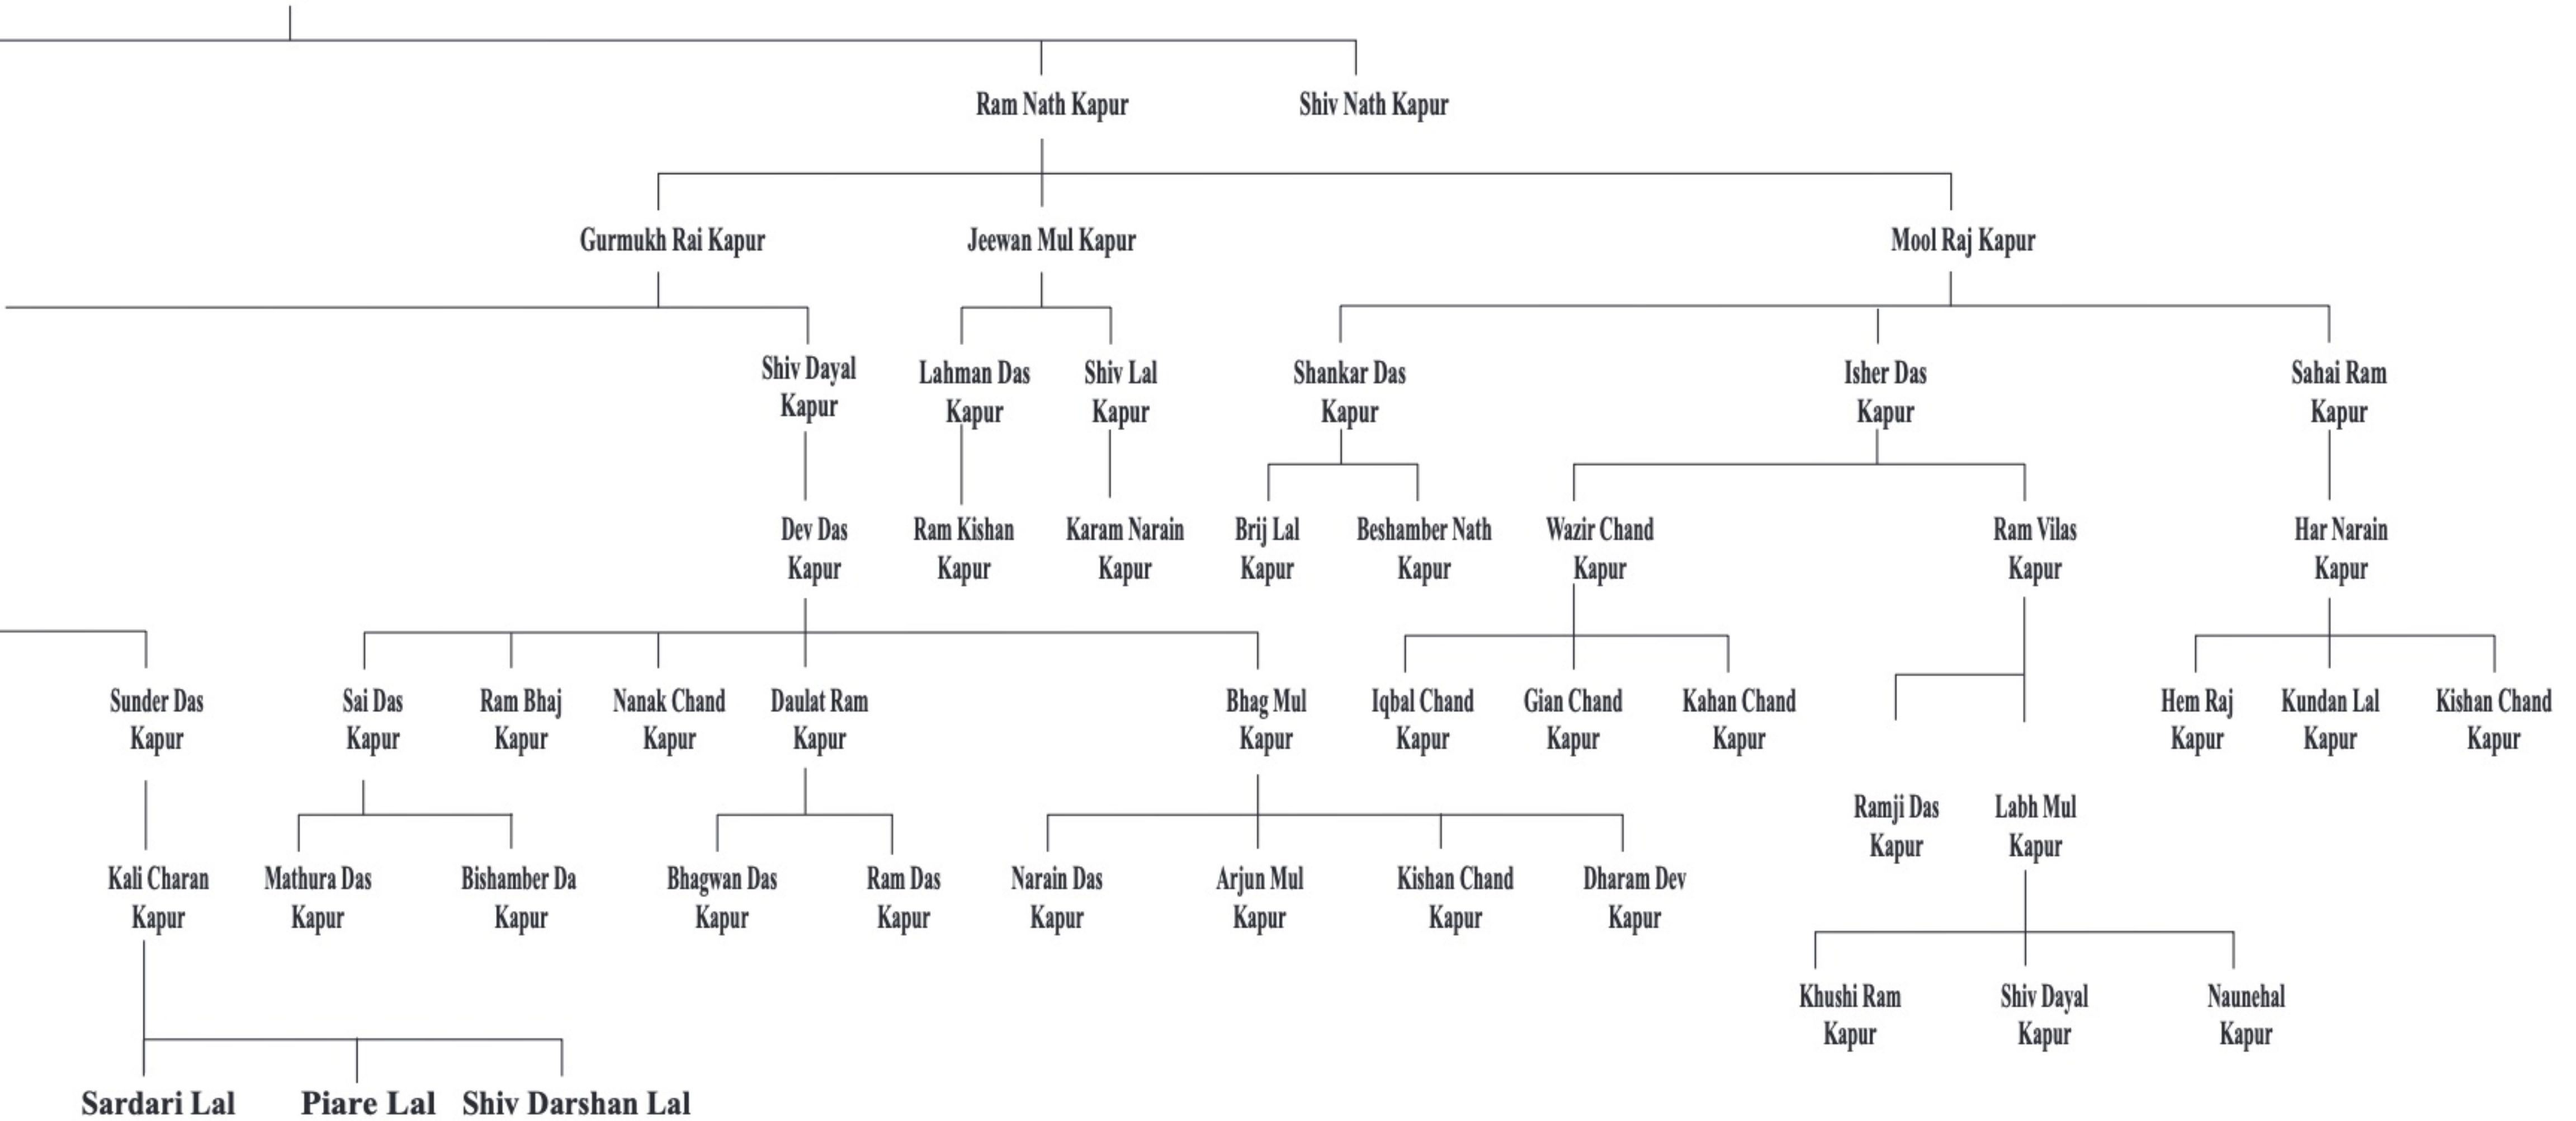 Ram Nath Kapur
Shiv Nath Kapur
Gurmukh Rai Kapur
Jeewan Mul Kapur
Mool Raj Kapur
Shiv Dayal
Kapur
Lahman Das
Kapur
Shiv Lal
Kapur
Shankar Das
Kapur
Isher Das
Kapur
Sahai Ram
Kapur
Dev Das
Kapur
Ram Kishan
Kapur
Karam Narain
Kapur
Brij Lal
Kapur
Beshamber Nath
Kapur
Wazir Chand
Kapur
Ram Vilas
Kapur
Har Narain
Kapur
Sunder Das
Kapur
Sai Das
Kapur
Ram Bhaj
Kapur
Nanak Chand
Kapur
Daulat Ram
Kapur
Bhag Mul
Kapur
Iqbal Chand
Kapur
Gian Chand
Kapur
Kahan Chand
Kapur
Hem Raj
Kapur
Kundan Lal
Kapur
Kishan Chand
Kapur
Ramji Das
Kapur
Labh Mul
Kapur
Kali Charan
Kapur
Mathura Das
Kapur
Bishamber Da
Kapur
Bhagwan Das
Kapur
Ram Das
Kapur
Narain Das
Kapur
Arjun Mul
Kapur
Kishan Chand
Kapur
Dharam Dev
Kapur
Khushi Ram
Kapur
Shiv Dayal
Kapur
Naunehal
Kapur
Sardari Lal
Piare Lal
Shiv Darshan Lal